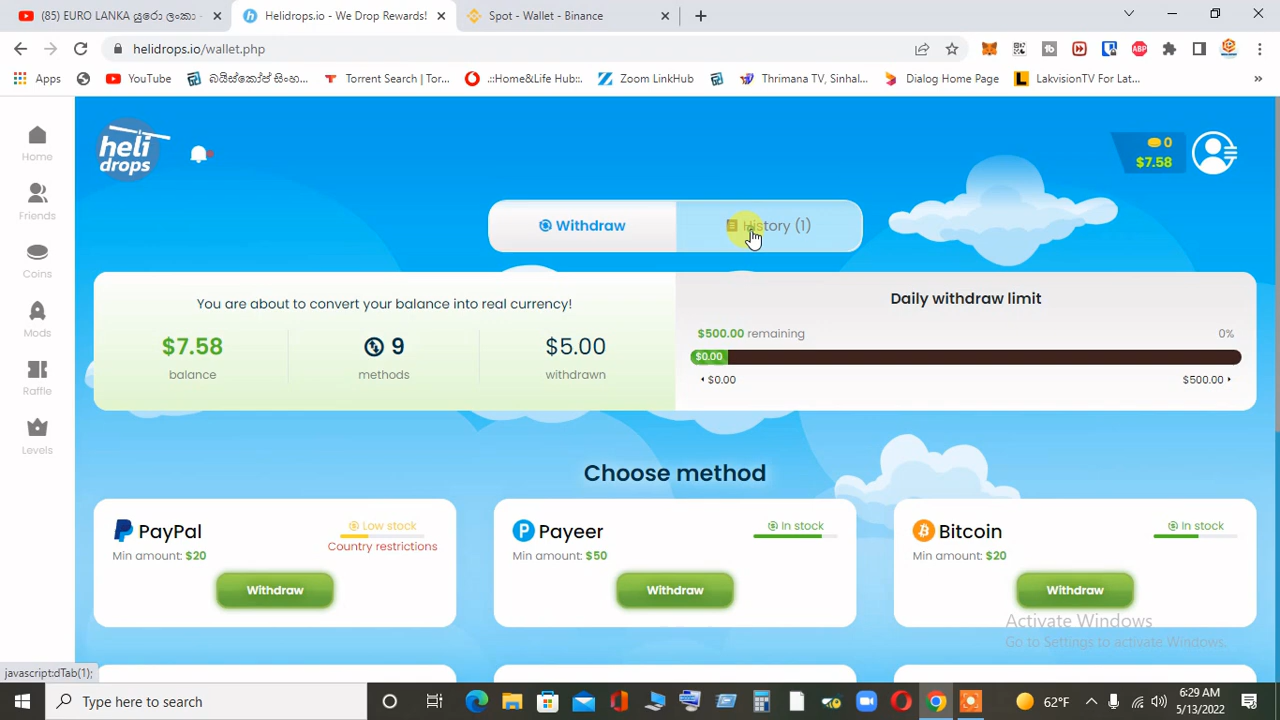 (85) EURO LANKA යුරෝ ලංකා -
Helidrops.io - We Drop Rewards!
Spot - Wallet - Binance
helidrops.io/wallet.php
Apps
YouTube
බයිස්කෝප් සිංහ...
Torrent Search | Tor...
.::Home&Life Hub::.
Zoom LinkHub
Thrimana TV, Sinhal...
Dialog Home Page
LakvisionTV For Lat...
»
heli
drops
0
$7.58
Home
Friends
Coins
Mods
Raffle
Levels
Withdraw
History (1)
You are about to convert your balance into real currency!
$7.58
balance
9
methods
$5.00
withdrawn
Daily withdraw limit
$500.00 remaining
0%
$0.00
$0.00
$500.00
Choose method
PayPal
Low stock
Country restrictions
Min amount: $20
Withdraw
Payeer
In stock
Min amount: $50
Withdraw
Bitcoin
In stock
Min amount: $20
Withdraw
Activate Windows
Go to Settings to activate Windows.
javascript:dTab(1);
Type here to search
62°F
6:29 AM
5/13/2022